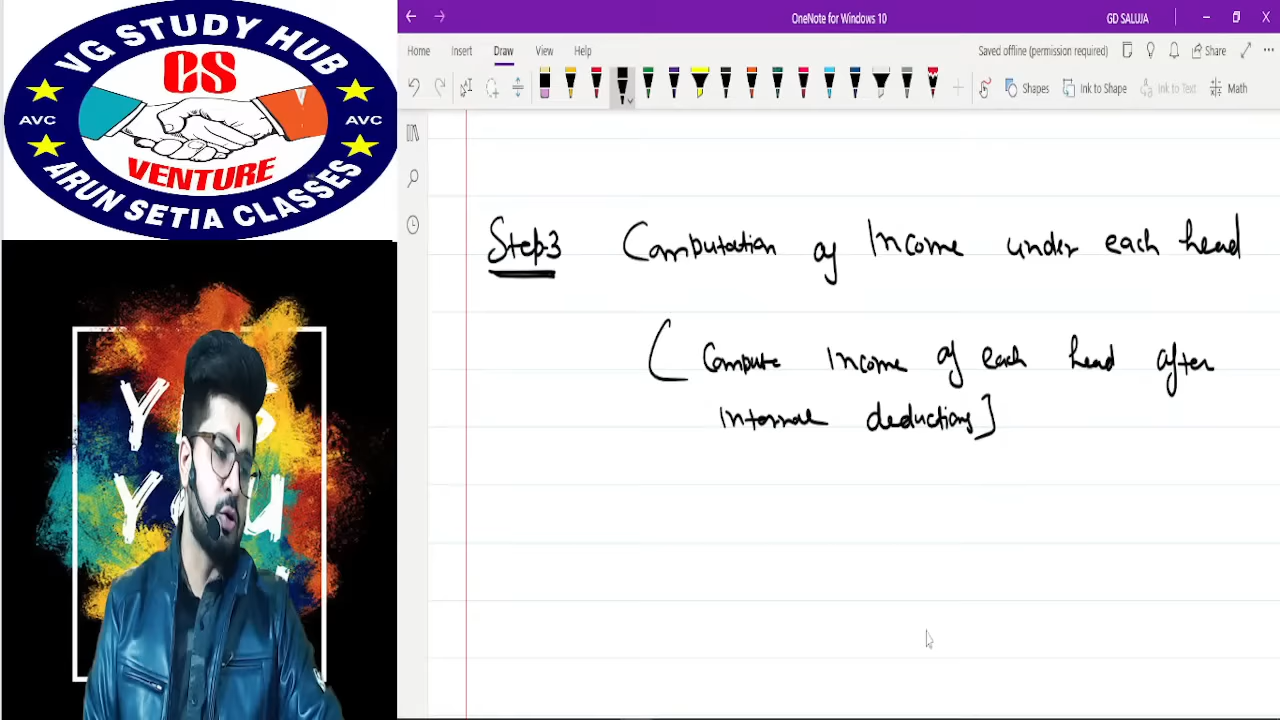 VG STUDY HUB
CS
AVC
AVC
VENTURE
ARUN SETIA CLASSES
OneNote for Windows 10
GD SALUJA
Home Insert Draw View Help
Saved offline (permission required)
Share
Shapes
Ink to Shape
Ink to Text
Math
Step-3 Computation of Income under each head
( Compute Income of each head after
internal deductions]